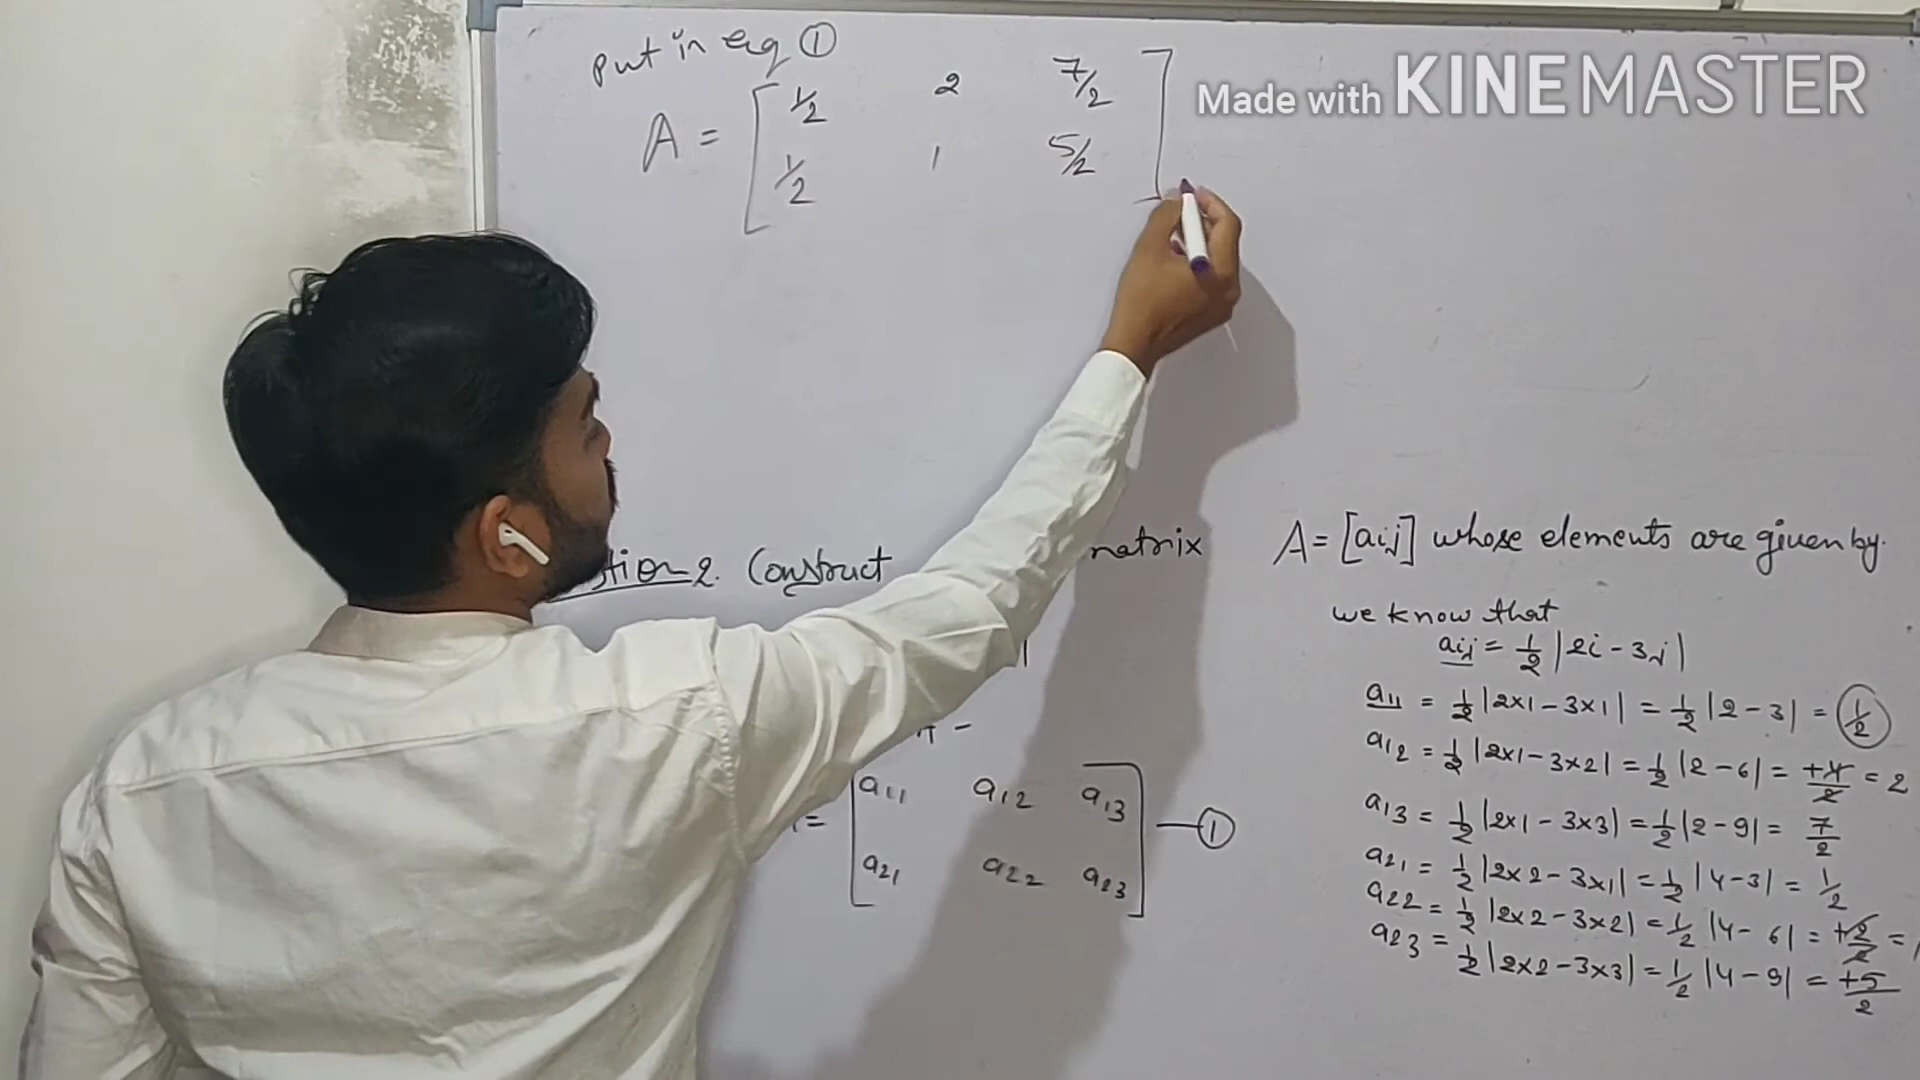 Put in eq ①
A = [ 1/2 2 7/2
1/2 1 5/2 ]
Made with KINEMASTER
stion 2. Construct matrix A = [aij] whose elements are given by.
we know that
aij = 1/2 |2i - 3j|
a11 = 1/2 |2×1 - 3×1| = 1/2 |2 - 3| = 1/2
a12 = 1/2 |2×1 - 3×2| = 1/2 |2 - 6| = +4/2 = 2
a13 = 1/2 |2×1 - 3×3| = 1/2 |2 - 9| = 7/2
a21 = 1/2 |2×2 - 3×1| = 1/2 |4 - 3| = 1/2
a22 = 1/2 |2×2 - 3×2| = 1/2 |4 - 6| = +2/2 = 1
a23 = 1/2 |2×2 - 3×3| = 1/2 |4 - 9| = +5/2
= [ a11 a12 a13
a21 a22 a23 ] — ①